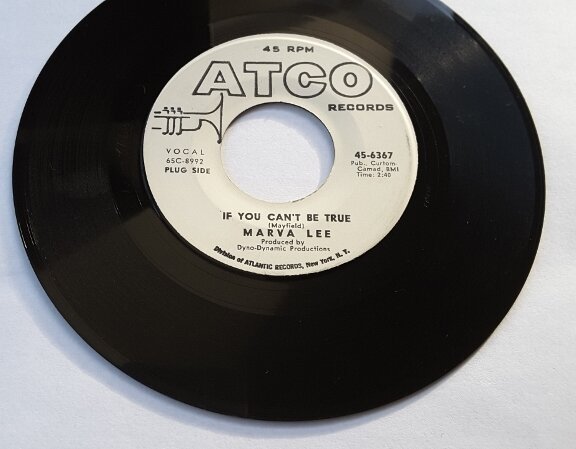 45 RPM
ATCO
RECORDS
VOCAL
65C-8992
PLUG SIDE
45-6367
Pub., Curtom
Camad, BMI
Time: 2:40
IF YOU CAN'T BE TRUE
(Mayfield)
MARVA LEE
Produced by
Dyno-Dynamic Productions
Division of ATLANTIC RECORDS, New York, N. Y.